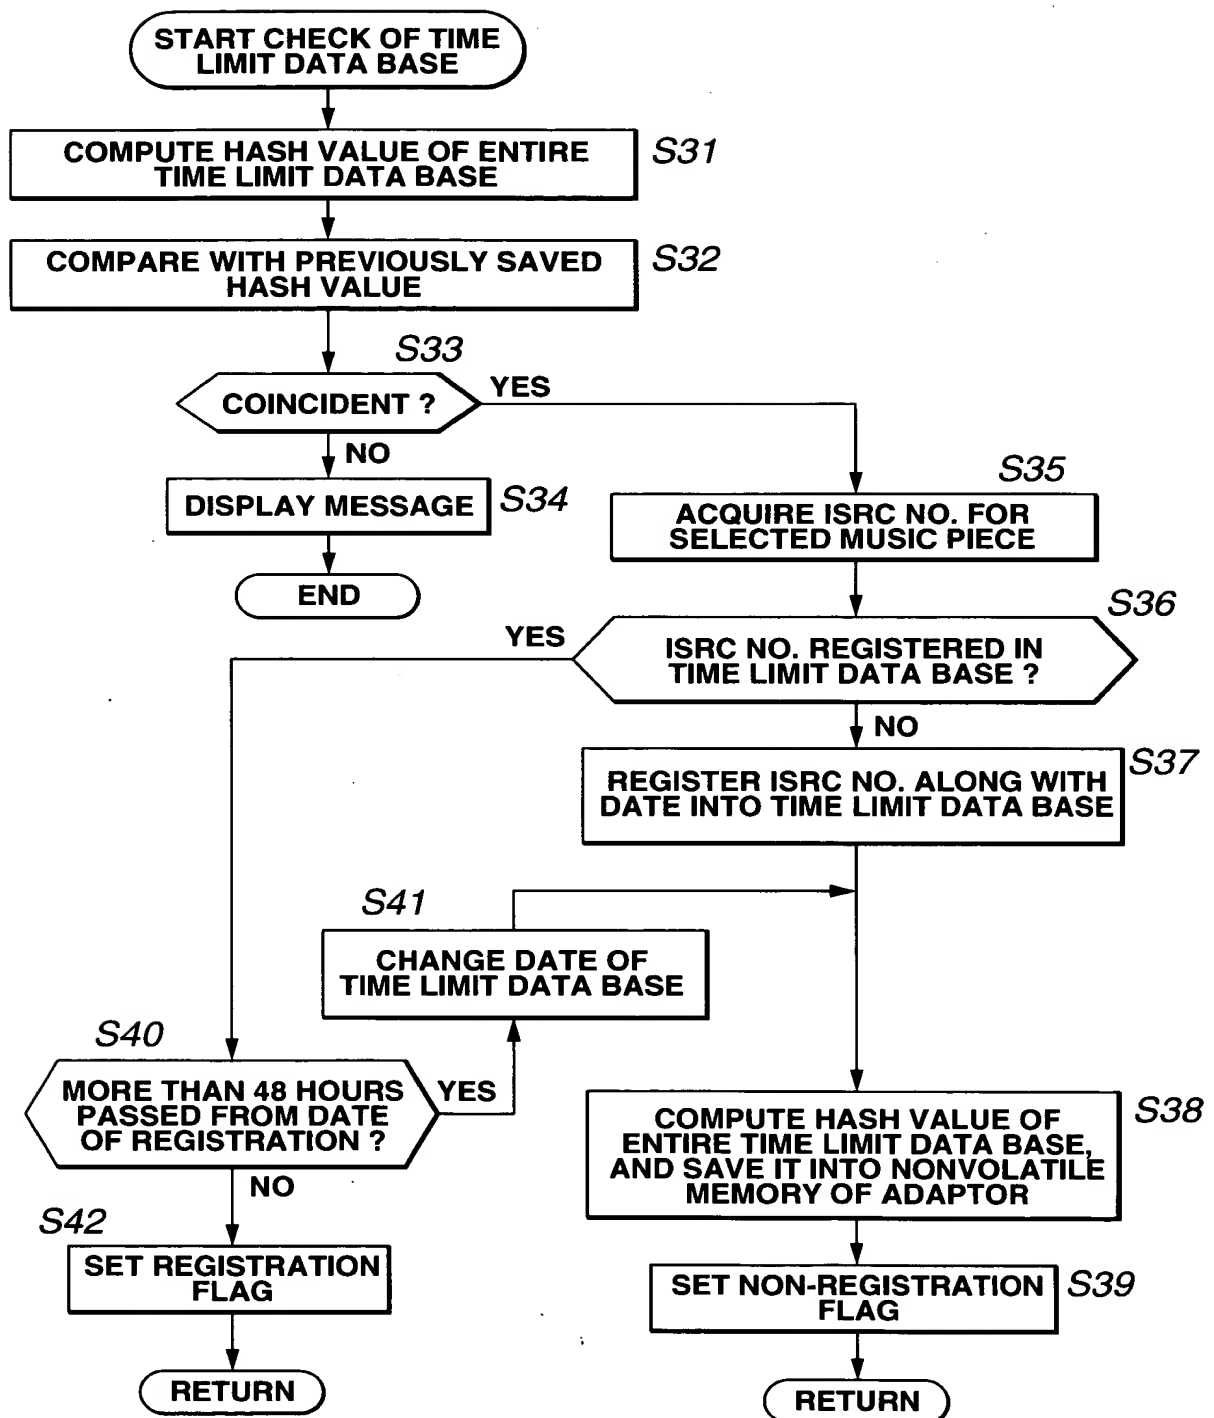 START CHECK OF TIME
LIMIT DATA BASE
COMPUTE HASH VALUE OF ENTIRE
TIME LIMIT DATA BASE
S31
COMPARE WITH PREVIOUSLY SAVED
HASH VALUE
S32
S33
COINCIDENT ?
YES
NO
DISPLAY MESSAGE
S34
END
S35
ACQUIRE ISRC NO. FOR
SELECTED MUSIC PIECE
S36
YES
ISRC NO. REGISTERED IN
TIME LIMIT DATA BASE ?
NO
S37
REGISTER ISRC NO. ALONG WITH
DATE INTO TIME LIMIT DATA BASE
S41
CHANGE DATE OF
TIME LIMIT DATA BASE
S40
MORE THAN 48 HOURS
PASSED FROM DATE
OF REGISTRATION ?
YES
NO
S38
COMPUTE HASH VALUE OF
ENTIRE TIME LIMIT DATA BASE,
AND SAVE IT INTO NONVOLATILE
MEMORY OF ADAPTOR
S42
SET REGISTRATION
FLAG
RETURN
SET NON-REGISTRATION
FLAG
S39
RETURN